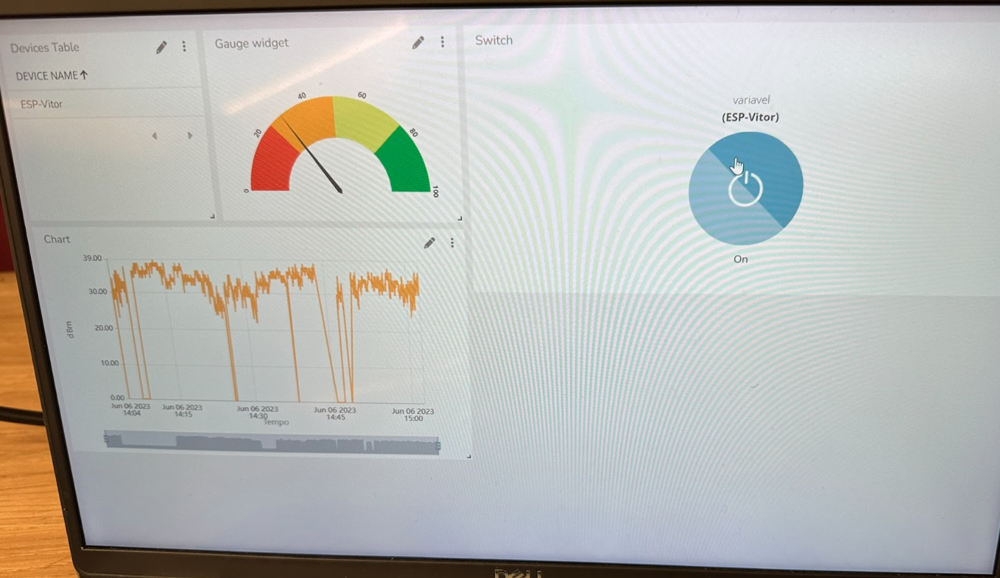 Devices Table
DEVICE NAME
ESP-Vitor
Gauge widget
0
20
40
60
80
100
Switch
variavel
(ESP-Vitor)
On
Chart
39.00
30.00
20.00
10.00
0.00
dBm
Jun 06 2023
14:04
Jun 06 2023
14:15
Jun 06 2023
14:30
Jun 06 2023
14:45
Jun 06 2023
15:00
Tempo
DELL